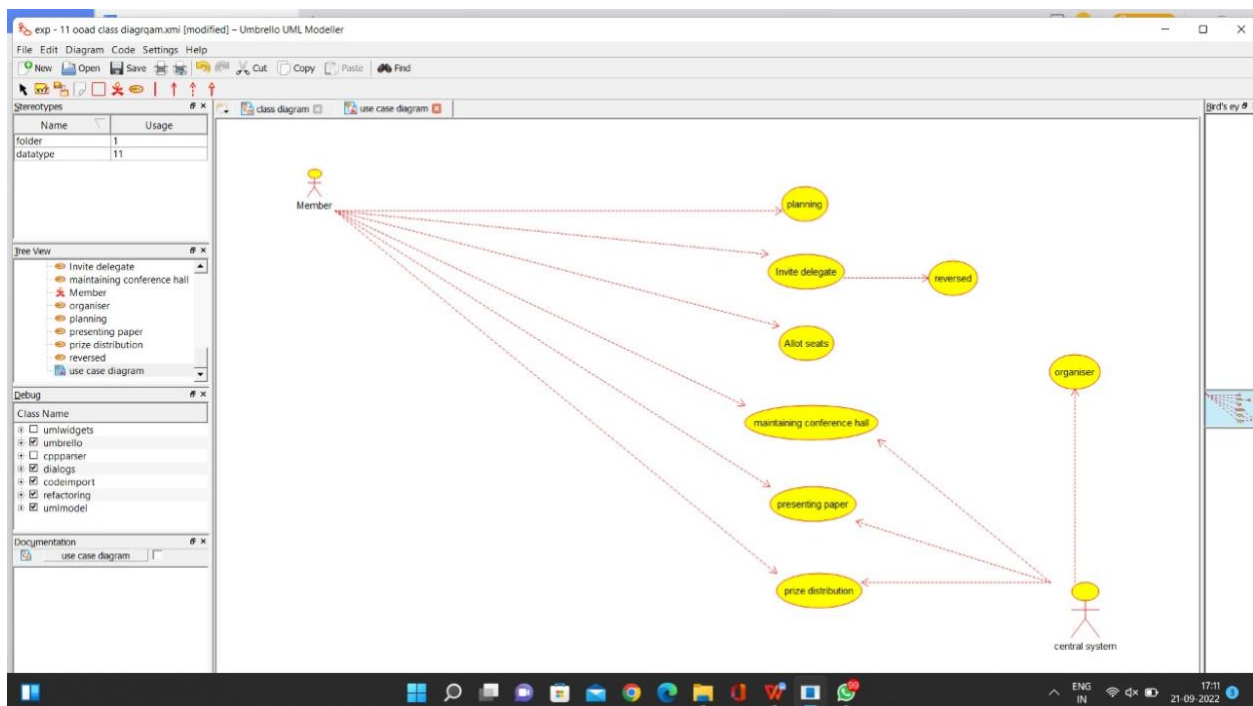 exp - 11 ooad class diagrqam.xmi [modified] – Umbrello UML Modeller
File Edit Diagram Code Settings Help
New Open Save Cut Copy Paste Find
Stereotypes
Name Usage
folder 1
datatype 11
Tree View
Invite delegate
maintaining conference hall
Member
organiser
planning
presenting paper
prize distribution
reversed
use case diagram
Debug
Class Name
umlwidgets
umbrello
cppparser
dialogs
codeimport
refactoring
umlmodel
Documentation
use case diagram
class diagram use case diagram
Member
planning
Invite delegate
reversed
Allot seats
organiser
maintaining conference hall
presenting paper
prize distribution
central system
Bird's ey
99
ENG
IN
17:11
21-09-2022
3